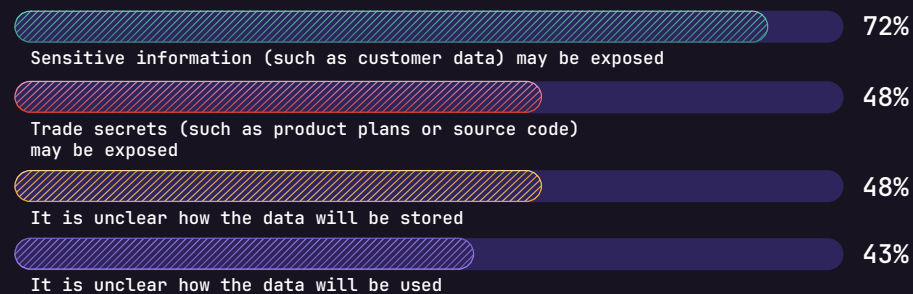 72%
Sensitive information (such as customer data) may be exposed
48%
Trade secrets (such as product plans or source code)
may be exposed
48%
It is unclear how the data will be stored
43%
It is unclear how the data will be used